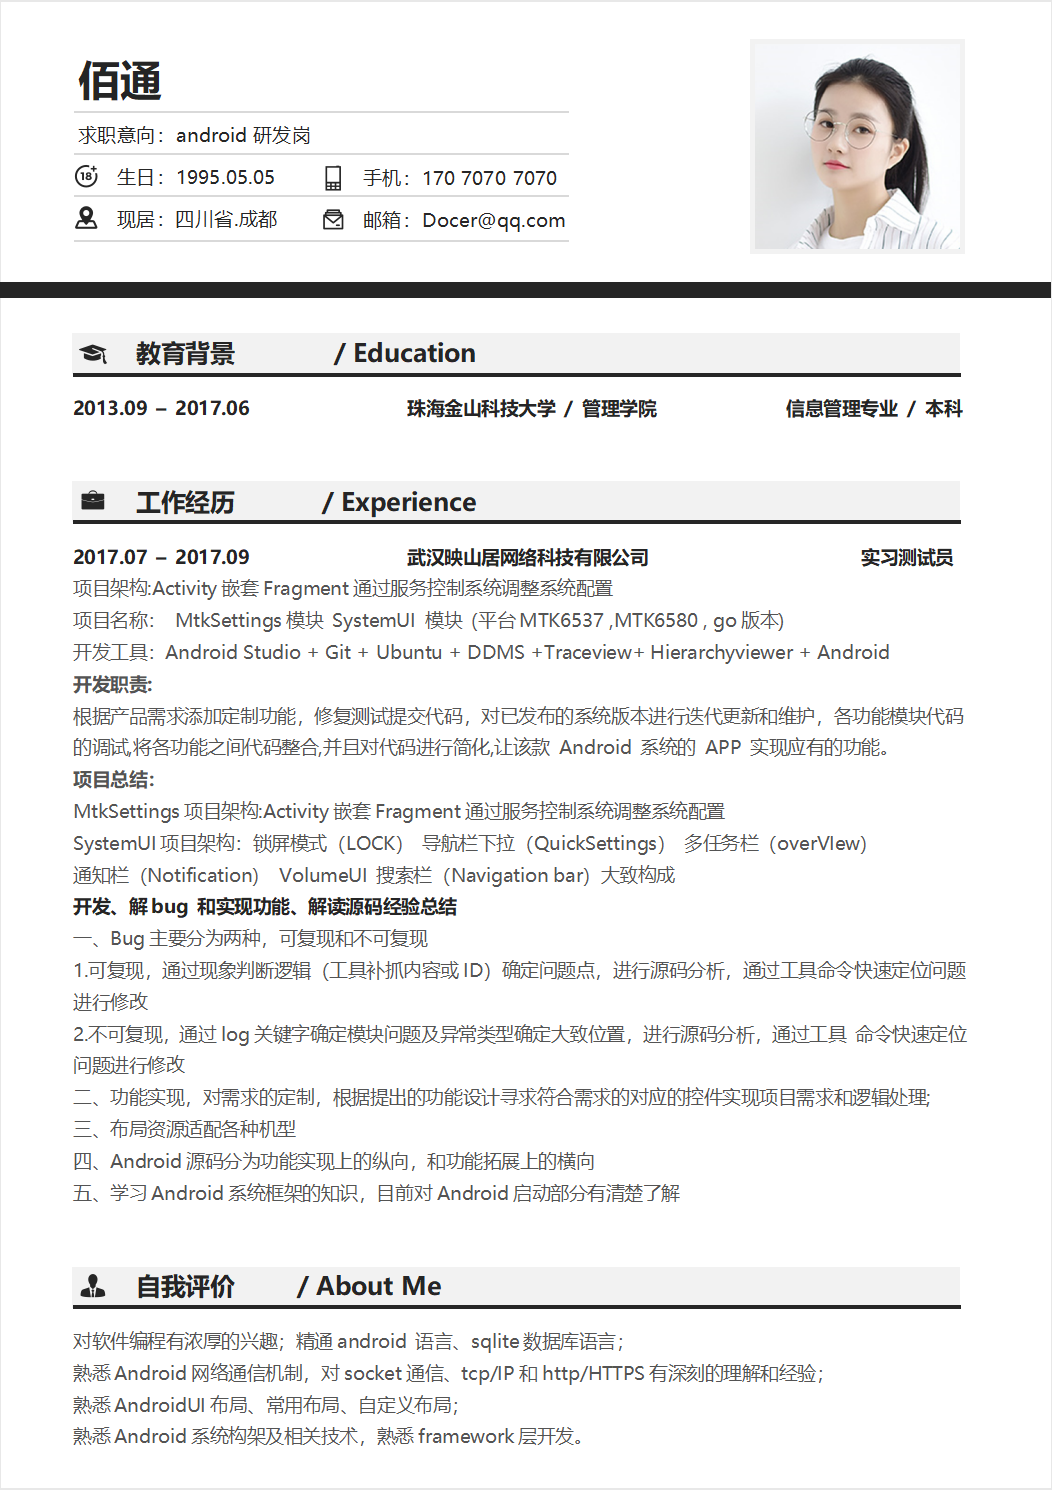 佰通
求职意向：android 研发岗
18+ 生日：1995.05.05 手机：170 7070 7070
现居：四川省.成都 邮箱：Docer@qq.com
教育背景 / Education
2013.09 – 2017.06 珠海金山科技大学 / 管理学院 信息管理专业 / 本科
工作经历 / Experience
2017.07 – 2017.09 武汉映山居网络科技有限公司 实习测试员
项目架构:Activity 嵌套 Fragment 通过服务控制系统调整系统配置
项目名称： MtkSettings 模块 SystemUI 模块 (平台 MTK6537 ,MTK6580 , go 版本)
开发工具：Android Studio + Git + Ubuntu + DDMS +Traceview+ Hierarchyviewer + Android
开发职责:
根据产品需求添加定制功能，修复测试提交代码，对已发布的系统版本进行迭代更新和维护，各功能模块代码
的调试,将各功能之间代码整合,并且对代码进行简化,让该款 Android 系统的 APP 实现应有的功能。
项目总结：
MtkSettings 项目架构:Activity 嵌套 Fragment 通过服务控制系统调整系统配置
SystemUI 项目架构：锁屏模式（LOCK） 导航栏下拉（QuickSettings） 多任务栏（overVIew)
通知栏（Notification） VolumeUI 搜索栏（Navigation bar）大致构成
开发、解 bug 和实现功能、解读源码经验总结
一、Bug 主要分为两种，可复现和不可复现
1.可复现，通过现象判断逻辑（工具补抓内容或 ID）确定问题点，进行源码分析，通过工具命令快速定位问题
进行修改
2.不可复现，通过 log 关键字确定模块问题及异常类型确定大致位置，进行源码分析，通过工具 命令快速定位
问题进行修改
二、功能实现，对需求的定制，根据提出的功能设计寻求符合需求的对应的控件实现项目需求和逻辑处理;
三、布局资源适配各种机型
四、Android 源码分为功能实现上的纵向，和功能拓展上的横向
五、学习 Android 系统框架的知识，目前对 Android 启动部分有清楚了解
自我评价 / About Me
对软件编程有浓厚的兴趣；精通 android 语言、sqlite 数据库语言；
熟悉 Android 网络通信机制，对 socket 通信、tcp/IP 和 http/HTTPS 有深刻的理解和经验；
熟悉 AndroidUI 布局、常用布局、自定义布局；
熟悉 Android 系统构架及相关技术，熟悉 framework 层开发。